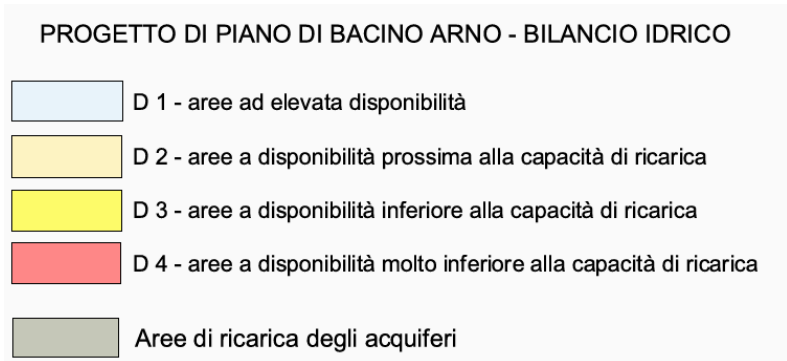 PROGETTO DI PIANO DI BACINO ARNO - BILANCIO IDRICO
D 1 - aree ad elevata disponibilità
D 2 - aree a disponibilità prossima alla capacità di ricarica
D 3 - aree a disponibilità inferiore alla capacità di ricarica
D 4 - aree a disponibilità molto inferiore alla capacità di ricarica
Aree di ricarica degli acquiferi